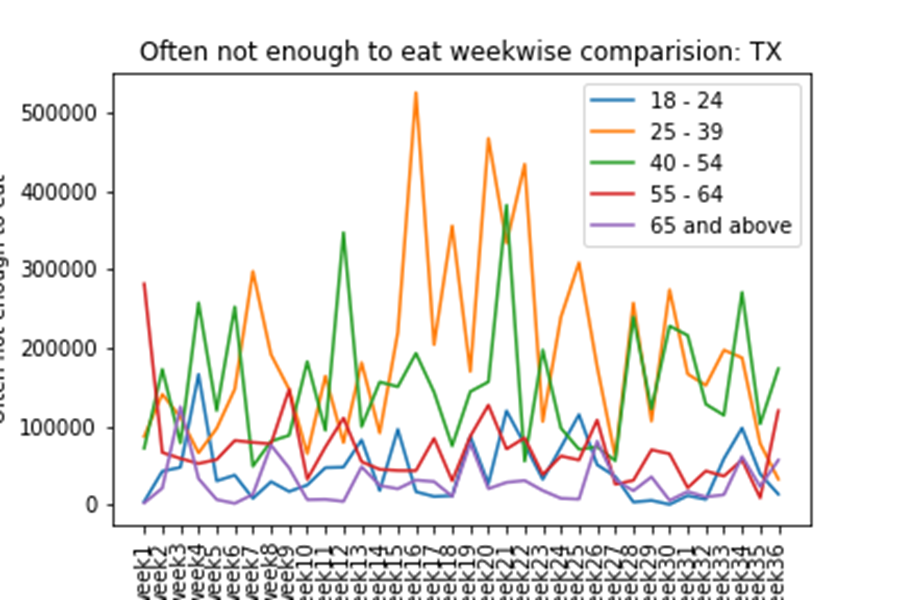 Often not enough to eat weekwise comparision: TX
500000
400000
300000
200000
100000
0
18 - 24
25 - 39
40 - 54
55 - 64
65 and above
Often not enough to eat
week1
week2
week3
week4
week5
week6
week7
week8
week9
week10
week11
week12
week13
week14
week15
week16
week17
week18
week19
week20
week21
week22
week23
week24
week25
week26
week27
week28
week29
week30
week31
week32
week33
week34
week35
week36